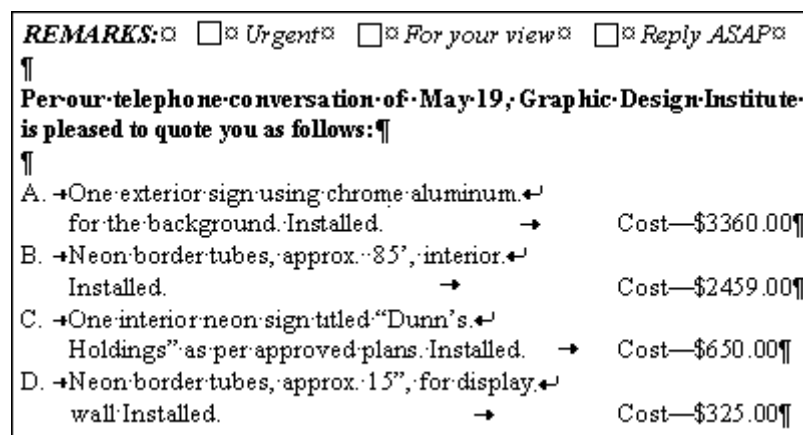 REMARKS:¤ ☐¤ Urgent¤ ☐¤ For your view¤ ☐¤ Reply ASAP¤
¶
Per·our·telephone·conversation·of··May·19,·Graphic·Design·Institute·
is pleased to quote you as follows:¶
¶
A. →One·exterior·sign·using·chrome·aluminum.↵
for·the·background.·Installed. → Cost—$3360.00¶
B. →Neon·border·tubes,·approx.··85’,·interior.↵
Installed. → Cost—$2459.00¶
C. →One·interior·neon·sign·titled·“Dunn’s.↵
Holdings”·as·per·approved·plans.·Installed. → Cost—$650.00¶
D. →Neon·border·tubes,·approx.·15”,·for·display.↵
wall·Installed. → Cost—$325.00¶